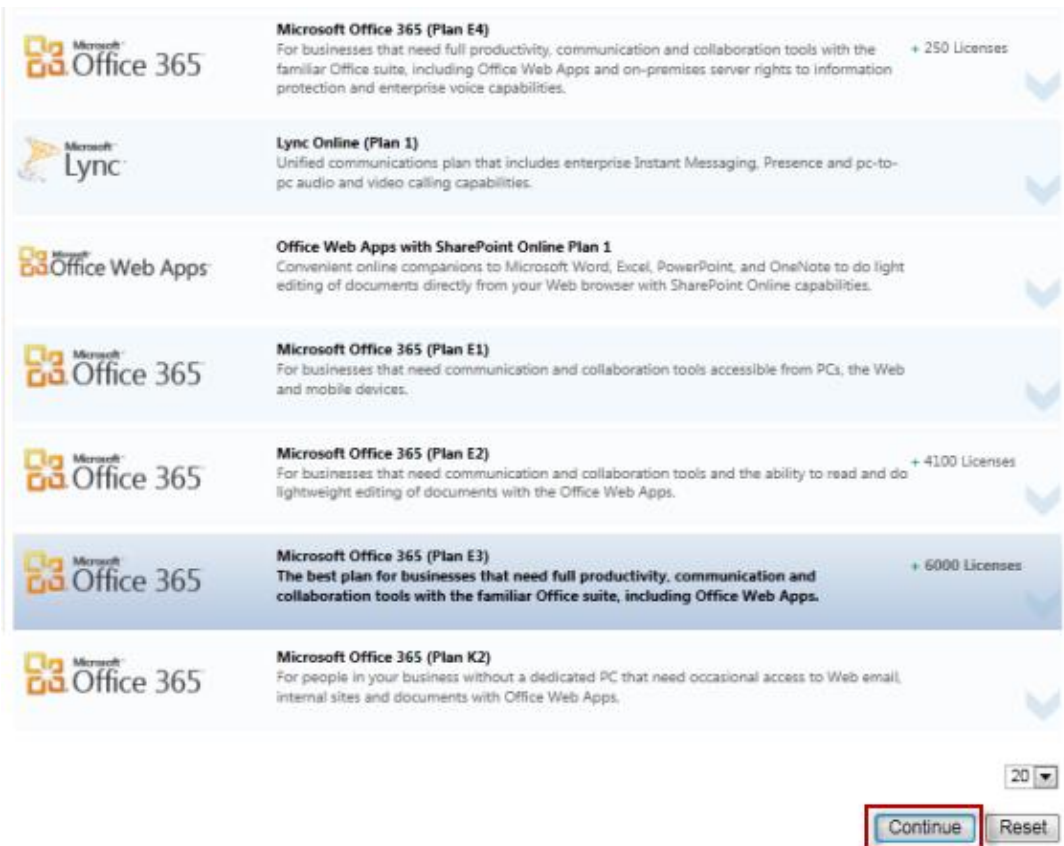 Microsoft Office 365 (Plan E4)
Microsoft
Office 365
For businesses that need full productivity, communication and collaboration tools with the
+ 250 Licenses
familiar Office suite, including Office Web Apps and on-premises server rights to information
protection and enterprise voice capabilities.
Microsoft
Lync
Lync Online (Plan 1)
Unified communications plan that includes enterprise Instant Messaging, Presence and pc-to-
pc audio and video calling capabilities.
Microsoft
Office Web Apps
Office Web Apps with SharePoint Online Plan 1
Convenient online companions to Microsoft Word, Excel, PowerPoint, and OneNote to do light
editing of documents directly from your Web browser with SharePoint Online capabilities.
Microsoft
Office 365
Microsoft Office 365 (Plan E1)
For businesses that need communication and collaboration tools accessible from PCs, the Web
and mobile devices.
Microsoft
Office 365
Microsoft Office 365 (Plan E2)
For businesses that need communication and collaboration tools and the ability to read and do
+ 4100 Licenses
lightweight editing of documents with the Office Web Apps.
Microsoft
Office 365
Microsoft Office 365 (Plan E3)
The best plan for businesses that need full productivity, communication and
+ 6000 Licenses
collaboration tools with the familiar Office suite, including Office Web Apps.
Microsoft
Office 365
Microsoft Office 365 (Plan K2)
For people in your business without a dedicated PC that need occasional access to Web email,
internal sites and documents with Office Web Apps.
20
Continue
Reset